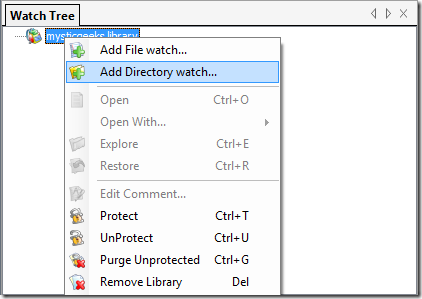 Watch Tree
mysticgeeks library
Add File watch...
Add Directory watch...
Open Ctrl+O
Open With...
Explore Ctrl+E
Restore Ctrl+R
Edit Comment...
Protect Ctrl+T
UnProtect Ctrl+U
Purge Unprotected Ctrl+G
Remove Library Del